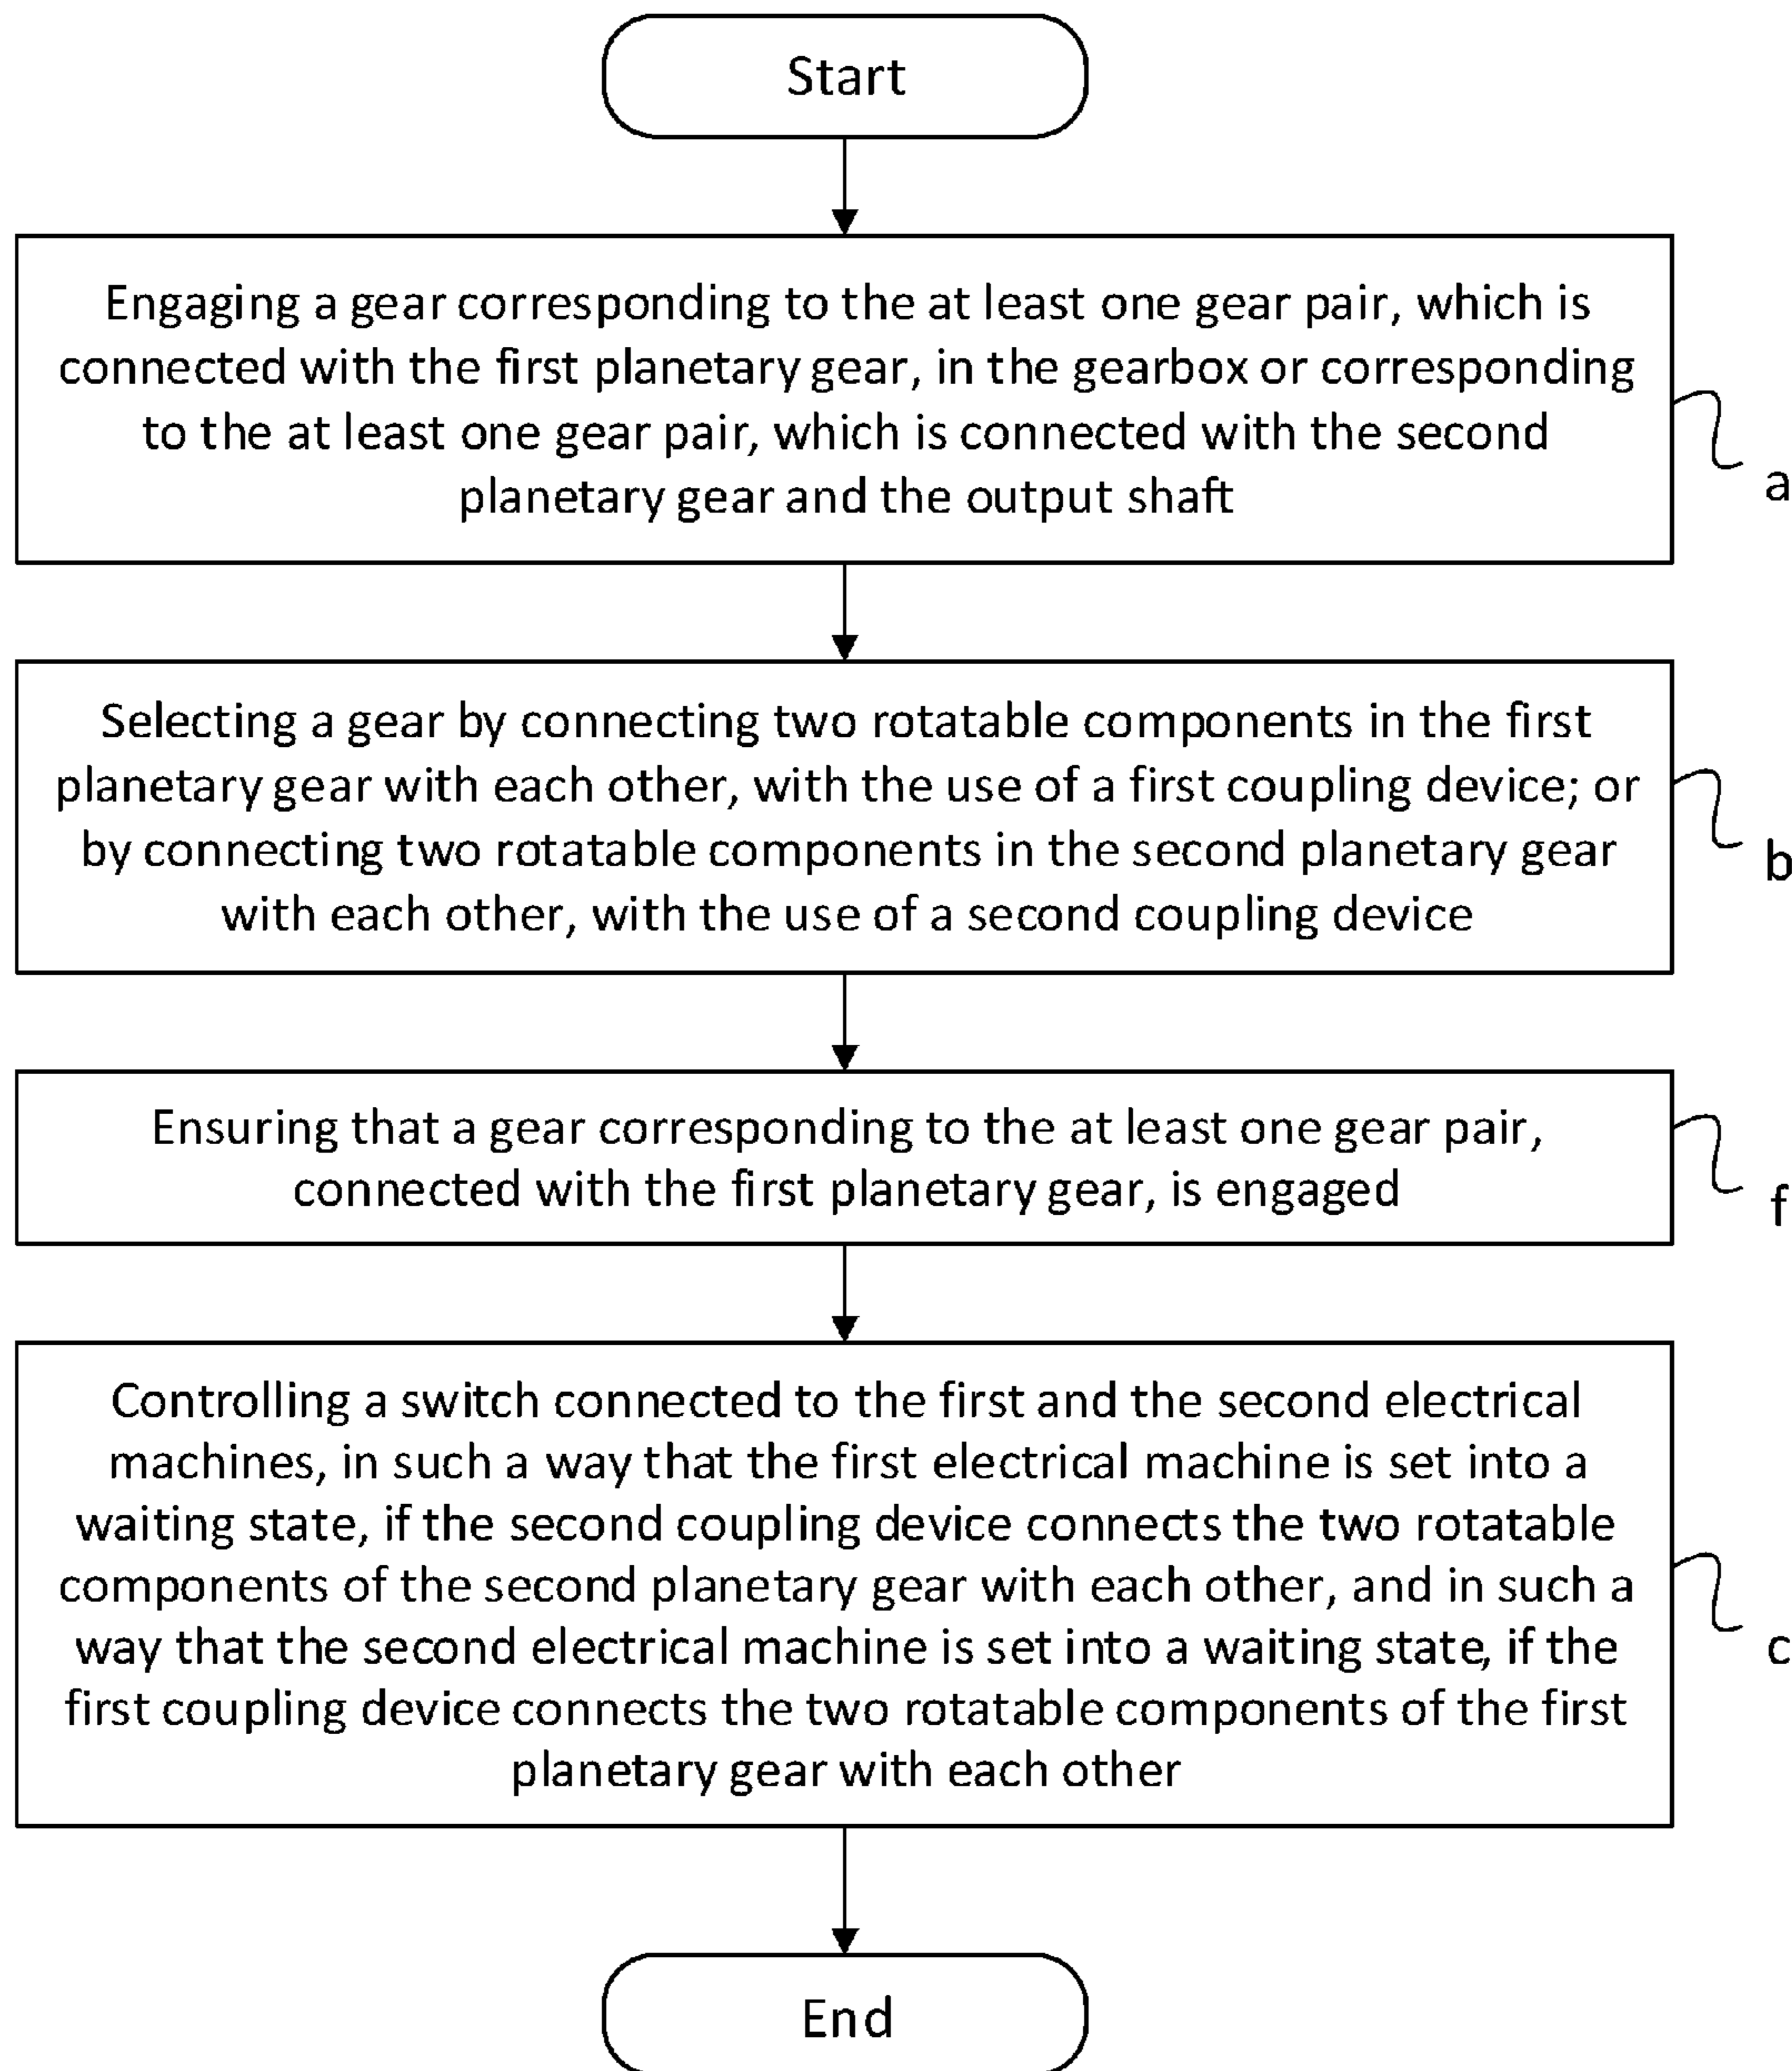 Start
Engaging a gear corresponding to the at least one gear pair, which is
connected with the first planetary gear, in the gearbox or corresponding
to the at least one gear pair, which is connected with the second
planetary gear and the output shaft
a
Selecting a gear by connecting two rotatable components in the first
planetary gear with each other, with the use of a first coupling device; or
by connecting two rotatable components in the second planetary gear
with each other, with the use of a second coupling device
b
Ensuring that a gear corresponding to the at least one gear pair,
connected with the first planetary gear, is engaged
f
Controlling a switch connected to the first and the second electrical
machines, in such a way that the first electrical machine is set into a
waiting state, if the second coupling device connects the two rotatable
components of the second planetary gear with each other, and in such a
way that the second electrical machine is set into a waiting state, if the
first coupling device connects the two rotatable components of the first
planetary gear with each other
c
End